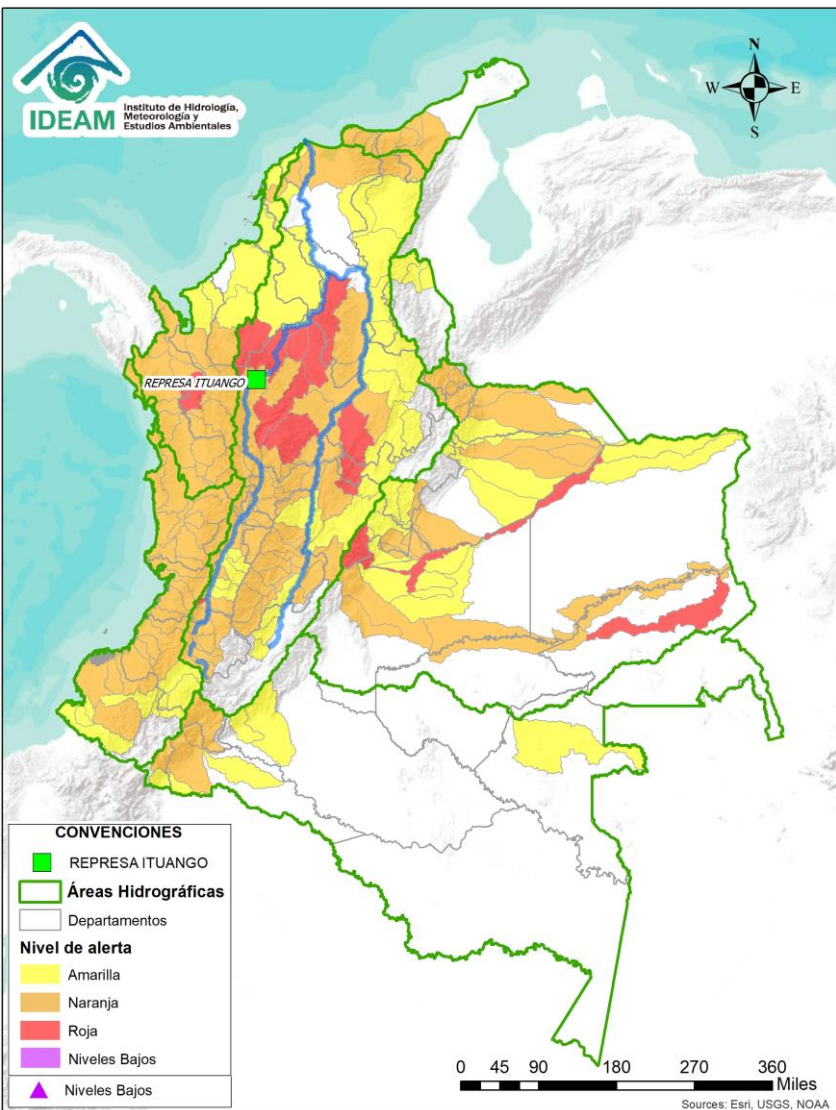 IDEAM
Instituto de Hidrología,
Meteorología y
Estudios Ambientales
N
W
E
S
REPRESA ITUANGO
CONVENCIONES
REPRESA ITUANGO
Áreas Hidrográficas
Departamentos
Nivel de alerta
Amarilla
Naranja
Roja
Niveles Bajos
Niveles Bajos
0 45 90 180 270 360
Miles
Sources: Esri, USGS, NOAA